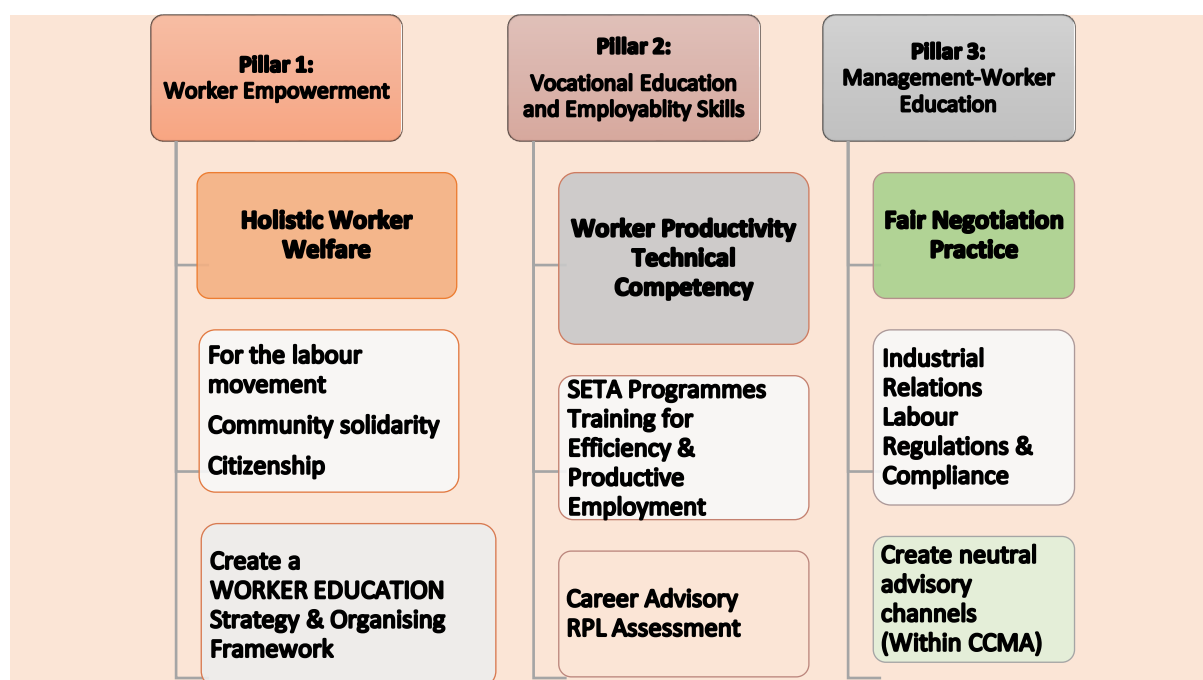 Pillar 1:
Worker Empowerment
Holistic Worker
Welfare
For the labour
movement
Community solidarity
Citizenship
Create a
WORKER EDUCATION
Strategy & Organising
Framework
Pillar 2:
Vocational Education
and Employablity Skills
Worker Productivity
Technical
Competency
SETA Programmes
Training for
Efficiency &
Productive
Employment
Career Advisory
RPL Assessment
Pillar 3:
Management-Worker
Education
Fair Negotiation
Practice
Industrial
Relations
Labour
Regulations &
Compliance
Create neutral
advisory
channels
(Within CCMA)